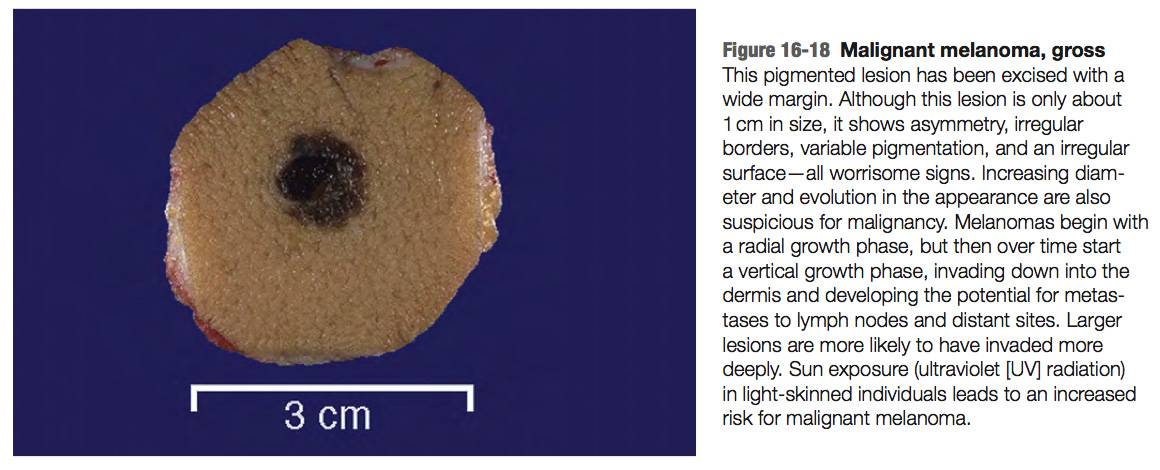 Figure 16-18 Malignant melanoma, gross
This pigmented lesion has been excised with a
wide margin. Although this lesion is only about
1 cm in size, it shows asymmetry, irregular
borders, variable pigmentation, and an irregular
surface—all worrisome signs. Increasing diam-
eter and evolution in the appearance are also
suspicious for malignancy. Melanomas begin with
a radial growth phase, but then over time start
a vertical growth phase, invading down into the
dermis and developing the potential for metas-
tases to lymph nodes and distant sites. Larger
lesions are more likely to have invaded more
deeply. Sun exposure (ultraviolet [UV] radiation)
in light-skinned individuals leads to an increased
risk for malignant melanoma.
3 cm